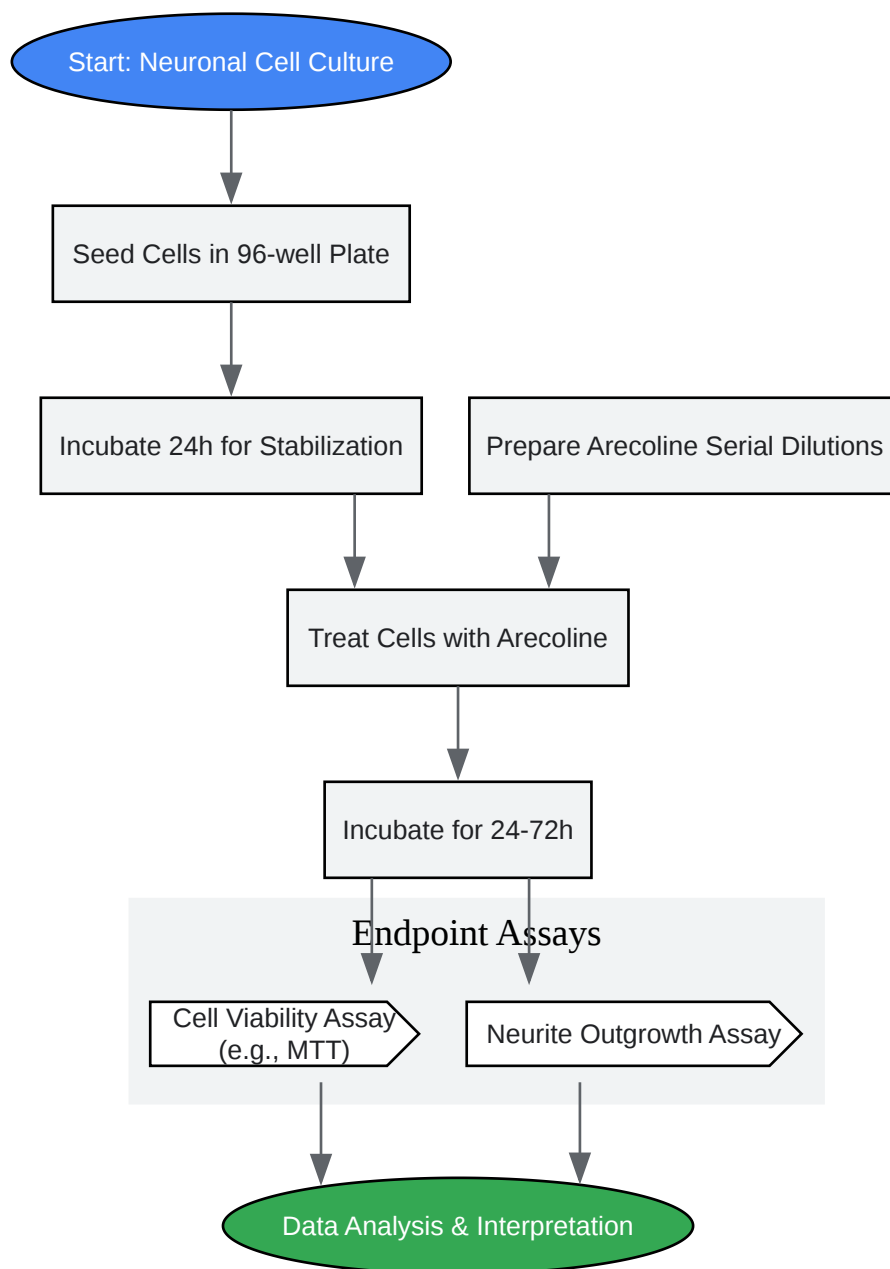 Start: Neuronal Cell Culture
Seed Cells in 96-well Plate
Incubate 24h for Stabilization
Prepare Arecoline Serial Dilutions
Treat Cells with Arecoline
Incubate for 24-72h
Endpoint Assays
Cell Viability Assay
(e.g., MTT)
Neurite Outgrowth Assay
Data Analysis & Interpretation